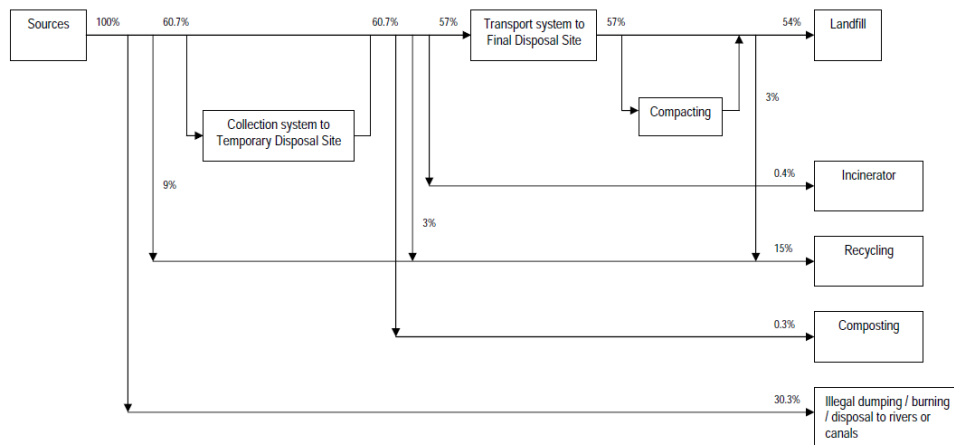 Sources
100%
60.7%
60.7%
57%
Transport system to
Final Disposal Site
57%
54%
Landfill
3%
Compacting
Collection system to
Temporary Disposal Site
9%
0.4%
Incinerator
3%
15%
Recycling
0.3%
Composting
30.3%
Illegal dumping / burning
/ disposal to rivers or
canals